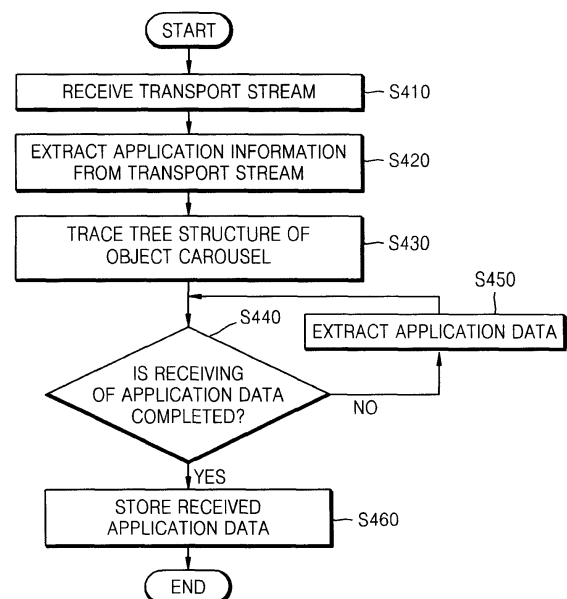 START
RECEIVE TRANSPORT STREAM
S410
EXTRACT APPLICATION INFORMATION
FROM TRANSPORT STREAM
S420
TRACE TREE STRUCTURE OF
OBJECT CAROUSEL
S430
S450
EXTRACT APPLICATION DATA
S440
IS RECEIVING
OF APPLICATION DATA
COMPLETED?
NO
YES
STORE RECEIVED
APPLICATION DATA
S460
END